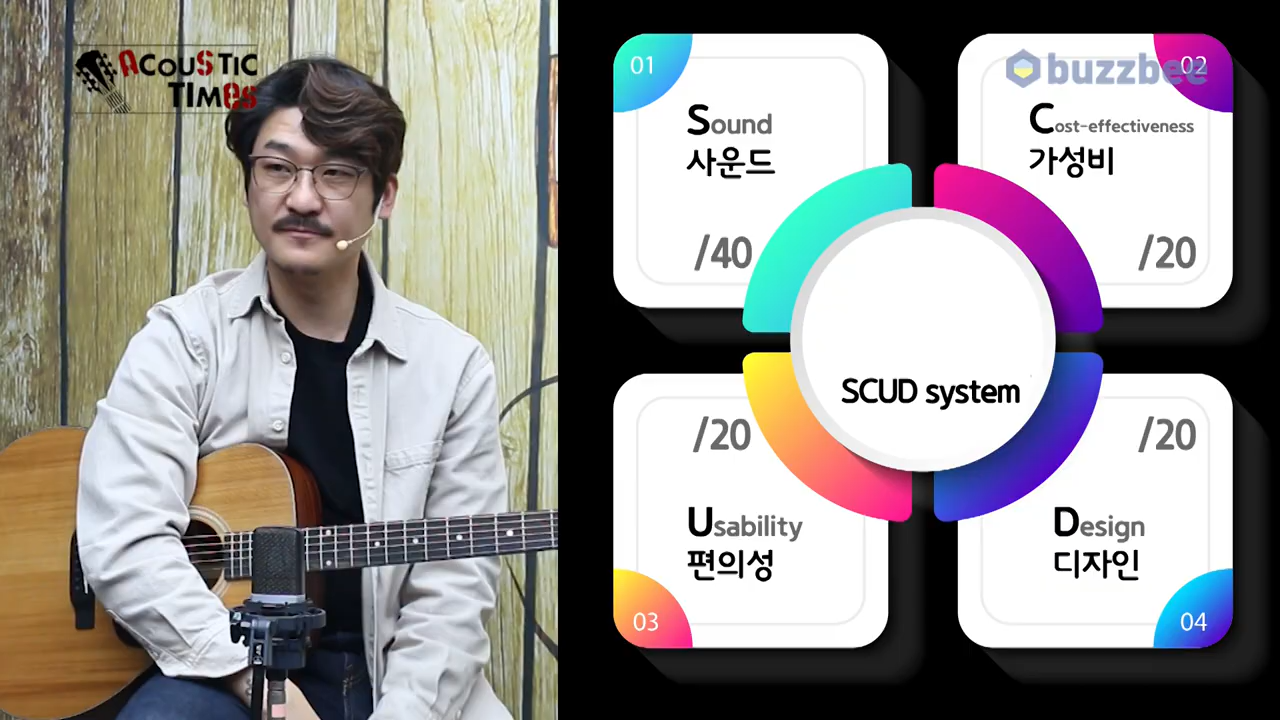 ACOUSTIC
TIMES
01
Sound
사운드
/40
02
buzzbee
Cost-effectiveness
가성비
/20
SCUD system
/20
Usability
편의성
03
/20
Design
디자인
04